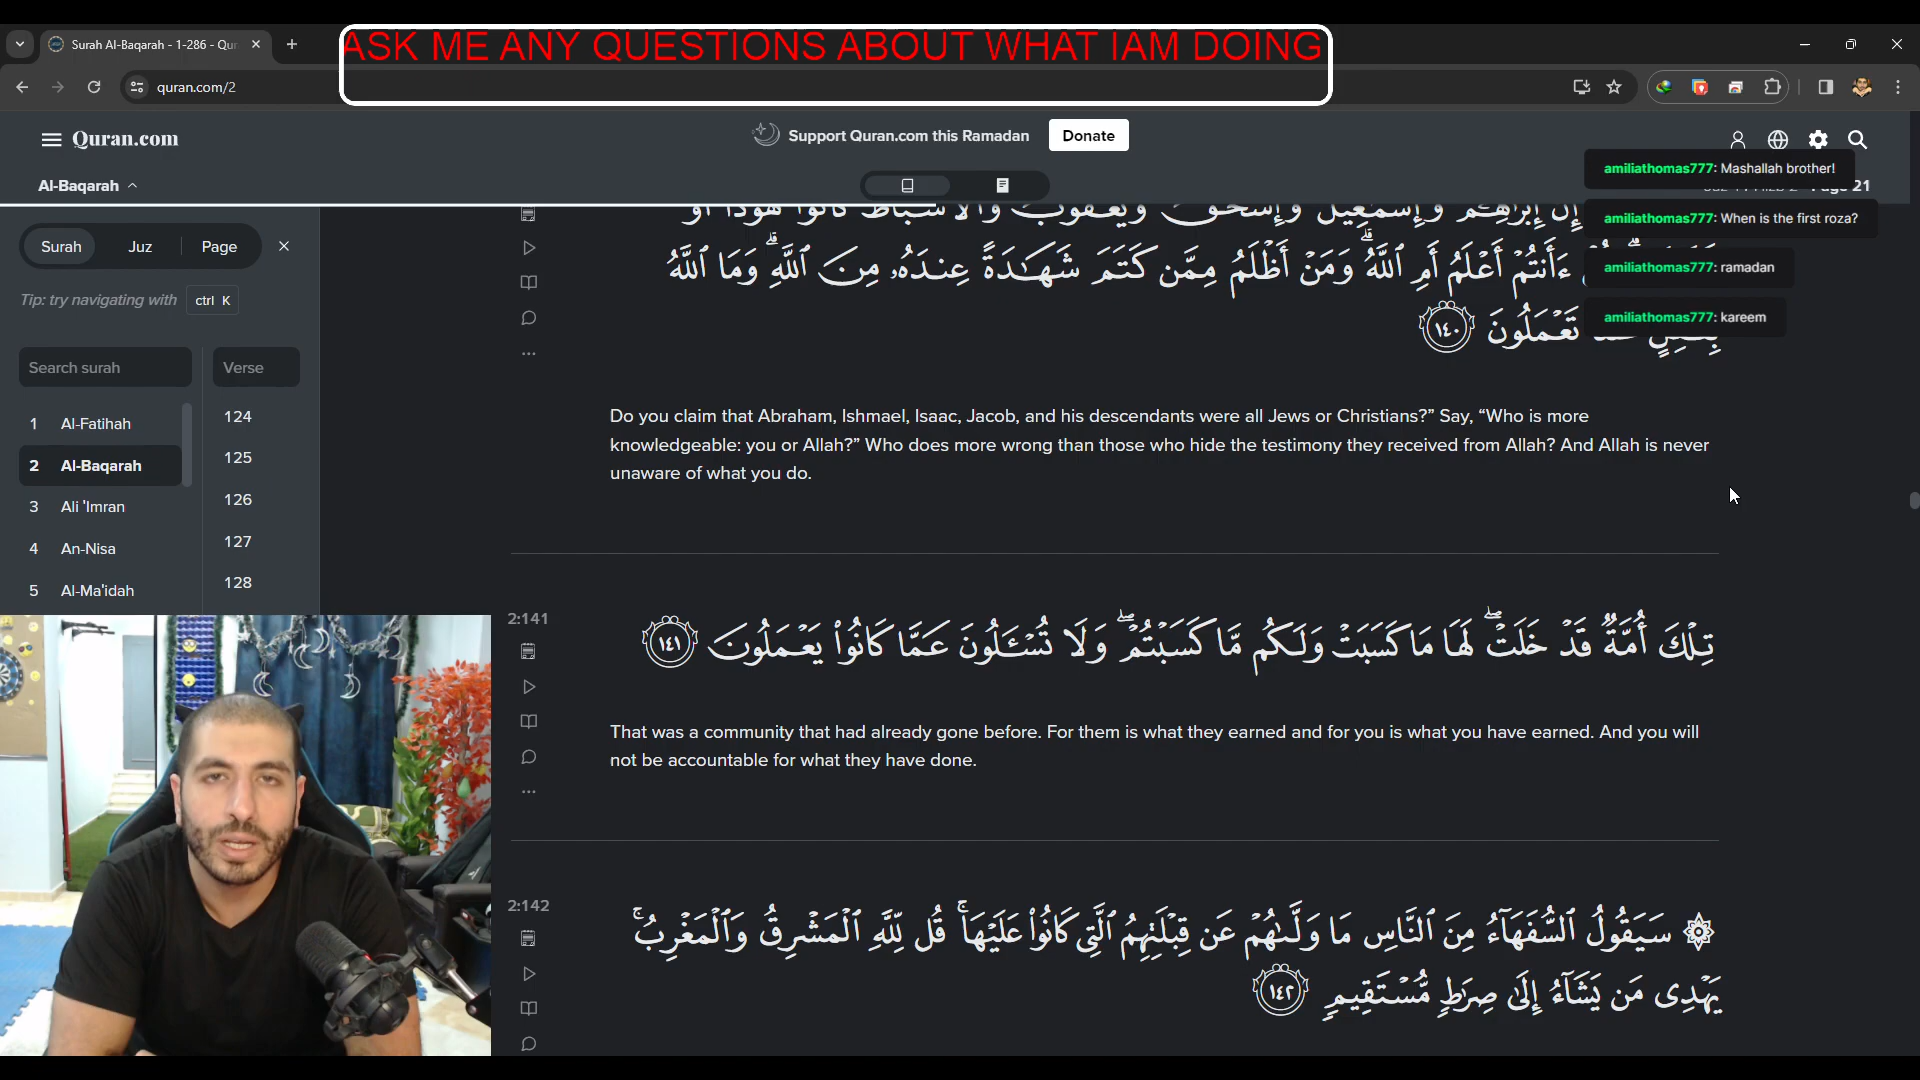 Surah Al-Baqarah - 1-286 - Qur
ASK ME ANY QUESTIONS ABOUT WHAT IAM DOING
quran.com/2
Quran.com
Support Quran.com this Ramadan
Donate
Al-Baqarah
Page 21
amiliathomas777: Mashallah brother!
amiliathomas777: When is the first roza?
amiliathomas777: ramadan
amiliathomas777: kareem
Surah
Juz
Page
Tip: try navigating with ctrl K
Search surah
Verse
1 Al-Fatihah
2 Al-Baqarah
3 Ali 'Imran
4 An-Nisa
5 Al-Ma'idah
124
125
126
127
128
إِنَّ إِبْرَٰهِـۧمَ وَإِسْمَـٰعِيلَ وَإِسْحَـٰقَ وَيَعْقُوبَ وَٱلْأَسْبَاطَ كَانُوا۟ هُودًا أَوْ
ءَأَنتُمْ أَعْلَمُ أَمِ ٱللَّهُ ۗ وَمَنْ أَظْلَمُ مِمَّن كَتَمَ شَهَـٰدَةً عِندَهُۥ مِنَ ٱللَّهِ ۗ وَمَا ٱللَّهُ
تَعْمَلُونَ ١٤٠
Do you claim that Abraham, Ishmael, Isaac, Jacob, and his descendants were all Jews or Christians?” Say, “Who is more
knowledgeable: you or Allah?” Who does more wrong than those who hide the testimony they received from Allah? And Allah is never
unaware of what you do.
2:141
تِلْكَ أُمَّةٌ قَدْ خَلَتْ ۖ لَهَا مَا كَسَبَتْ وَلَكُم مَّا كَسَبْتُمْ ۖ وَلَا تُسْـَٔلُونَ عَمَّا كَانُوا۟ يَعْمَلُونَ ١٤١
That was a community that had already gone before. For them is what they earned and for you is what you have earned. And you will
not be accountable for what they have done.
2:142
۞ سَيَقُولُ ٱلسُّفَهَآءُ مِنَ ٱلنَّاسِ مَا وَلَّىٰهُمْ عَن قِبْلَتِهِمُ ٱلَّتِى كَانُوا۟ عَلَيْهَا ۚ قُل لِّلَّهِ ٱلْمَشْرِقُ وَٱلْمَغْرِبُ ۚ
يَهْدِى مَن يَشَآءُ إِلَىٰ صِرَٰطٍ مُّسْتَقِيمٍ ١٤٢